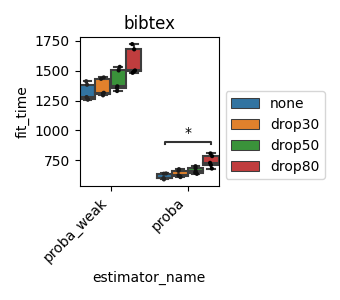 bibtex
1750
1500
1250
1000
750
fit_time
*
none
drop30
drop50
drop80
proba_weak
proba
estimator_name